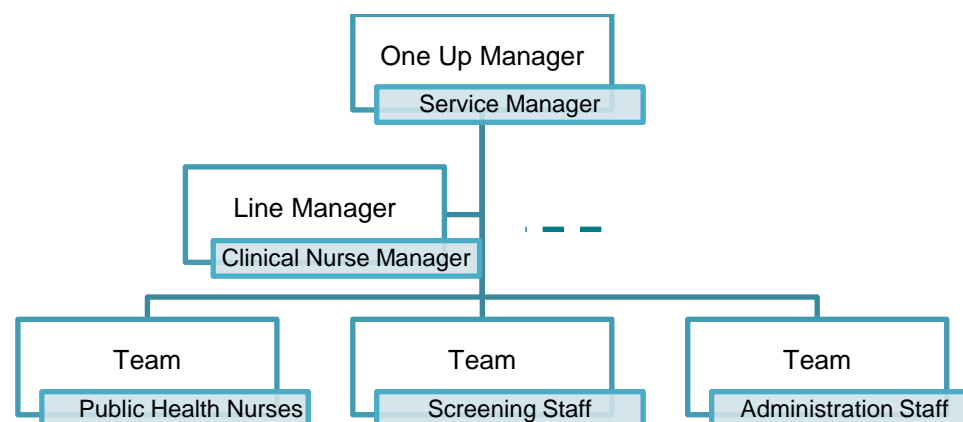 One Up Manager
Service Manager
Line Manager
Clinical Nurse Manager
Team
Public Health Nurses
Team
Screening Staff
Team
Administration Staff